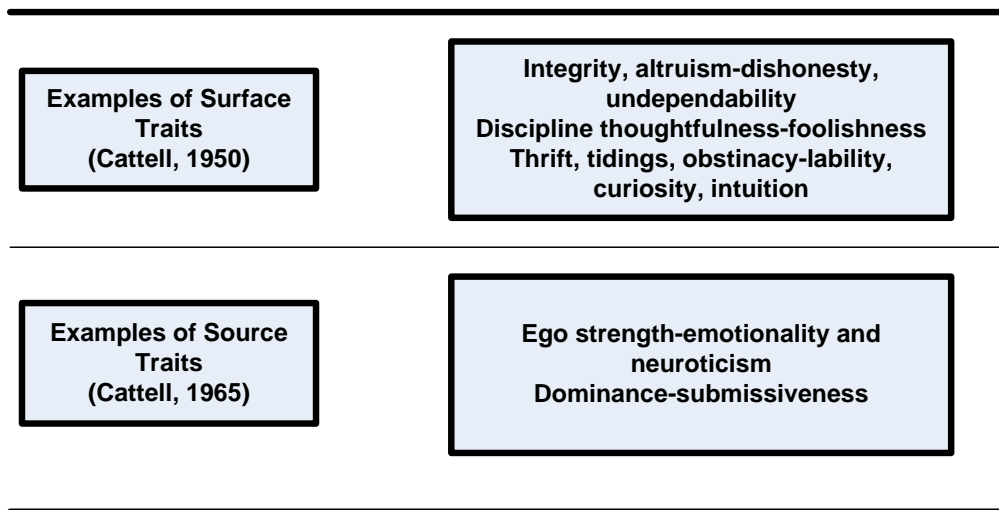 Examples of Surface
Traits
(Cattell, 1950)
Integrity, altruism-dishonesty,
undependability
Discipline thoughtfulness-foolishness
Thrift, tidings, obstinacy-lability,
curiosity, intuition
Examples of Source
Traits
(Cattell, 1965)
Ego strength-emotionality and
neuroticism
Dominance-submissiveness